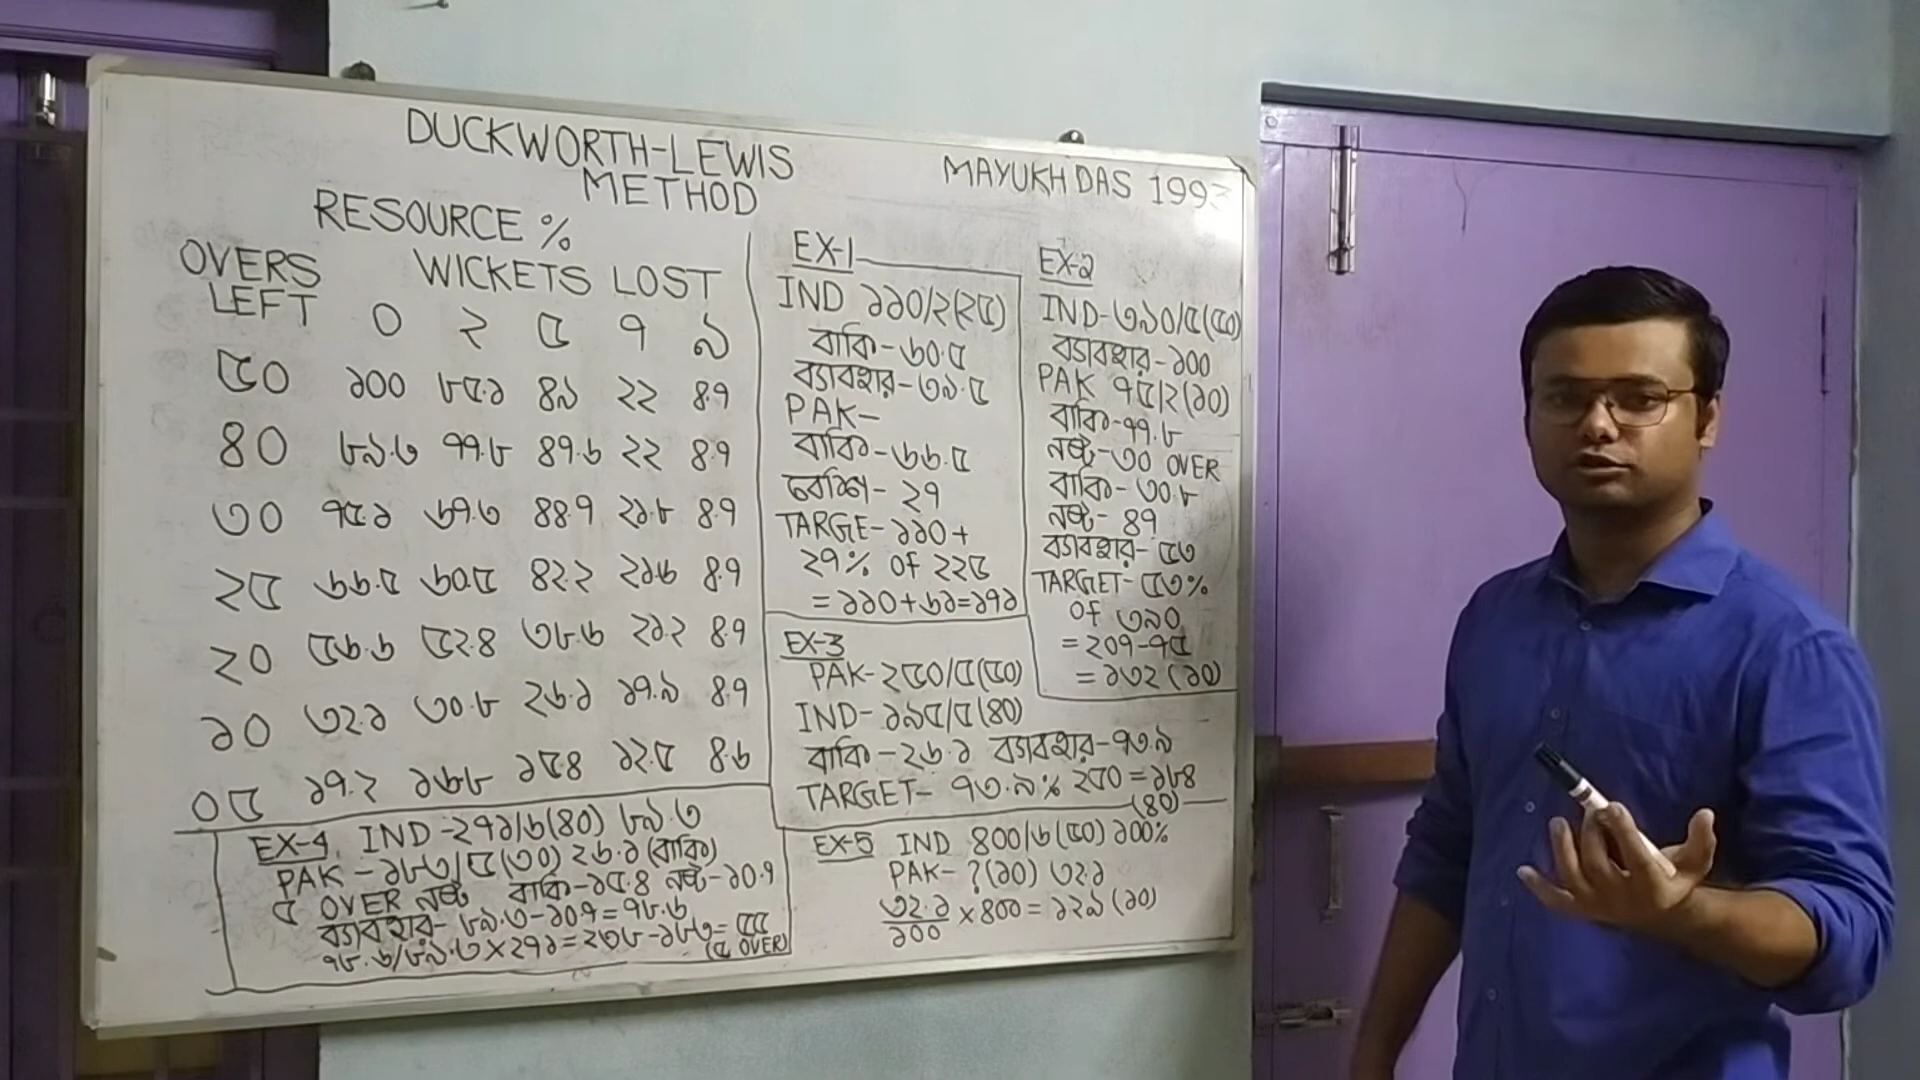 DUCKWORTH-LEWIS
METHOD
MAYUKH DAS 1993
RESOURCE %
OVERS
LEFT
WICKETS LOST
০ ২ ৫ ৭ ৯
৫০ ১০০ ৮৫.১ ৪৯ ২২ ৪.৭
৪০ ৮৯.৩ ৭৭.৮ ৪৭.৬ ২২ ৪.৭
৩০ ৭৫.১ ৬৭.৩ ৪৪.৭ ২১.৮ ৪.৭
২৫ ৬৬.৫ ৬০.৫ ৪২.২ ২১.৬ ৪.৭
২০ ৫৬.৬ ৫২.৪ ৩৮.৬ ২১.২ ৪.৭
১০ ৩২.১ ৩০.৮ ২৬.১ ১৭.৯ ৪.৭
০৫ ১৭.২ ১৬.৮ ১৫.৪ ১২.৫ ৪.৬
EX-1
IND ১১০/২(২৫)
বাকি-৬০.৫
ব্যাবহার-৩৯.৫
PAK-
বাকি-৬৬.৫
বেশি- ২৭
TARGE- ১১০+
২৭% OF ২২৫
= ১১০+৬১=১৭১
EX-2
IND-৩৯০/৫(৫০)
ব্যাবহার-১০০
PAK ৭৫/২(১০)
বাকি-৭৭.৮
নষ্ট-৩০ OVER
বাকি- ৩০.৮
নষ্ট- ৪৭
ব্যাবহার-৫৩
TARGET-৫৩%
OF ৩৯০
= ২০৭-৭৫
= ১৩২(১০)
EX-3
PAK-২৫০/৫(৫০)
IND-১৯৫/৫(৪০)
বাকি-২৬.১ ব্যাবহার-৭৩.৯
TARGET- ৭৩.৯% ২৫০=১৮৪
(৪০)
EX-4 IND -২৭১/৬(৪০) ৮৯.৩
PAK -১৮৩/৫(৩০) ২৬.১(বাকি)
৫ OVER নষ্ট বাকি-১৫.৪ নষ্ট-১০.৭
ব্যাবহার- ৮৯.৩-১০.৭=৭৮.৬
৭৮.৬/৮৯.৩×২৭১=২৩৮-১৮৩=৫৫
(৫ OVER)
EX-5 IND ৪০০/৬(৫০) ১০০%
PAK- ?(১০) ৩২.১
৩২.১
১০০
×৪০০= ১২৯(১০)